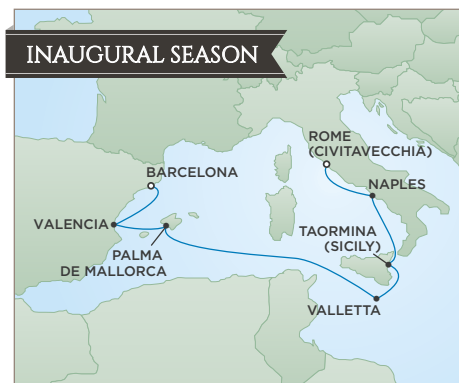 INAUGURAL SEASON
ROME
(CIVITAVECCHIA)
BARCELONA
NAPLES
VALENCIA
TAORMINA
(SICILY)
PALMA
DE MALLORCA
VALLETTA